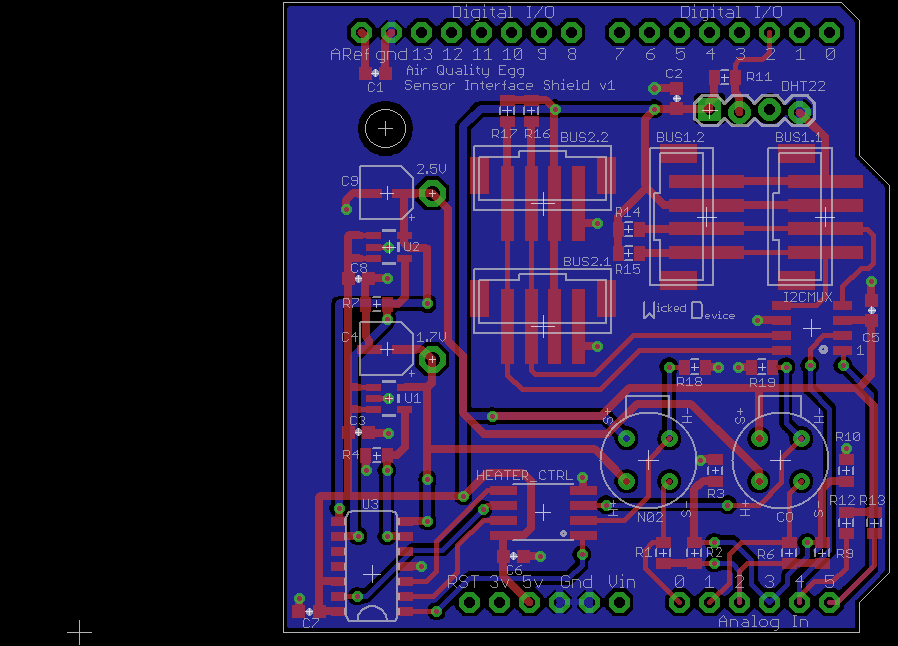 Digital I/O Digital I/O
ARef gnd 13 12 11 10 9 8 7 6 5 4 3 2 1 0
Air Quality Egg
Sensor Interface Shield v1
C1 C2 R11
DHT22
R17 R16
BUS2.2 BUS1.2 BUS1.1
C9 2.5V
+
R14
U2
R15
BUS2.1
C8
I2CMUX
R7
Wicked Device
C4 1.7V
C5
1
+
R18 R19
U1
C3
S+ H- S+ H-
R4
R10
HEATER_CTRL
R3
U3
R12 R13
H+ NO2 S- H+ CO S-
R1 R2 R6 R9
C6
RST 3v 5v Gnd Vin 0 1 2 3 4 5
C7
Analog In